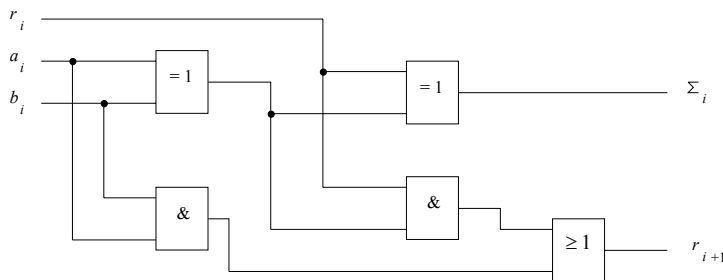 r i
a i
= 1
b i
= 1
Σ i
&
&
≥ 1
r i+1